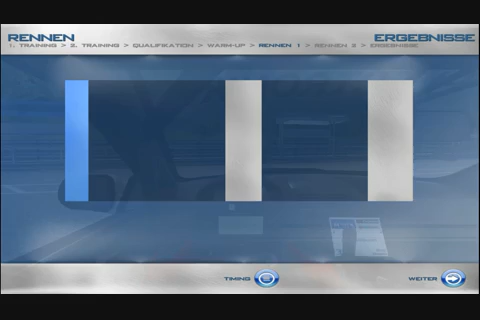 RENNEN ERGEBNISSE
1. TRAINING > 2. TRAINING > QUALIFIKATION > WARM-UP > RENNEN 1 > RENNEN 2 > ERGEBNISSE
TIMING WEITER